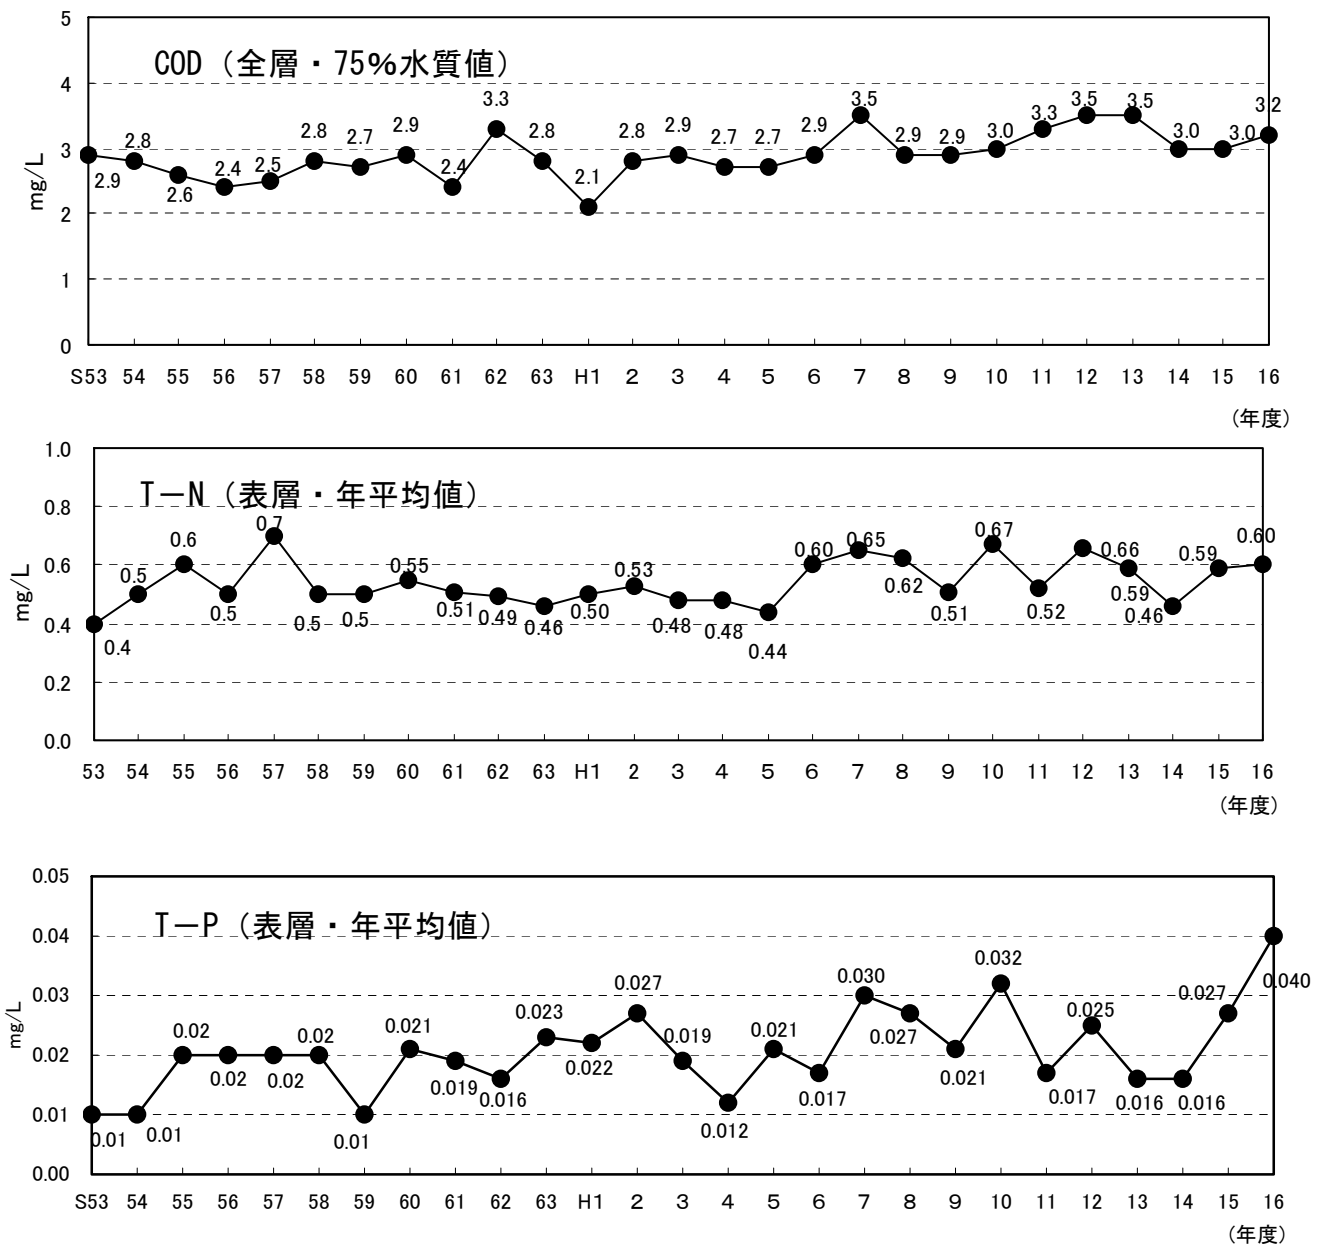 COD（全層・75%水質値）
mg/L
5
4
3
2
1
0
2.9 2.8 2.6 2.4 2.5 2.8 2.7 2.9 2.4 3.3 2.8 2.1 2.8 2.9 2.7 2.7 2.9 3.5 2.9 2.9 3.0 3.3 3.5 3.5 3.0 3.0 3.2
S53 54 55 56 57 58 59 60 61 62 63 H1 2 3 4 5 6 7 8 9 10 11 12 13 14 15 16
（年度）
T－N（表層・年平均値）
mg/L
1.0
0.8
0.6
0.4
0.2
0.0
0.4 0.5 0.6 0.5 0.7 0.5 0.5 0.55 0.51 0.49 0.46 0.50 0.53 0.48 0.48 0.44 0.60 0.65 0.62 0.51 0.67 0.52 0.66 0.59 0.46 0.59 0.60
53 54 55 56 57 58 59 60 61 62 63 H1 2 3 4 5 6 7 8 9 10 11 12 13 14 15 16
（年度）
T－P（表層・年平均値）
mg/L
0.05
0.04
0.03
0.02
0.01
0.00
0.01 0.01 0.02 0.02 0.02 0.02 0.01 0.021 0.019 0.016 0.023 0.022 0.027 0.019 0.012 0.021 0.017 0.030 0.027 0.021 0.032 0.017 0.025 0.016 0.016 0.027 0.040
S53 54 55 56 57 58 59 60 61 62 63 H1 2 3 4 5 6 7 8 9 10 11 12 13 14 15 16
（年度）